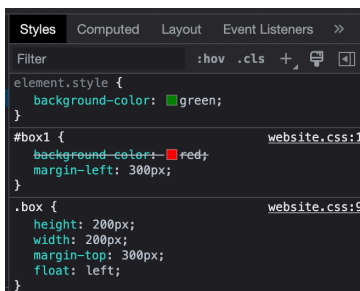 Styles Computed Layout Event Listeners »
Filter :hov .cls +
element.style {
background-color: green;
}
#box1 { website.css:1
background-color: red;
margin-left: 300px;
}
.box { website.css:9
height: 200px;
width: 200px;
margin-top: 300px;
float: left;
}